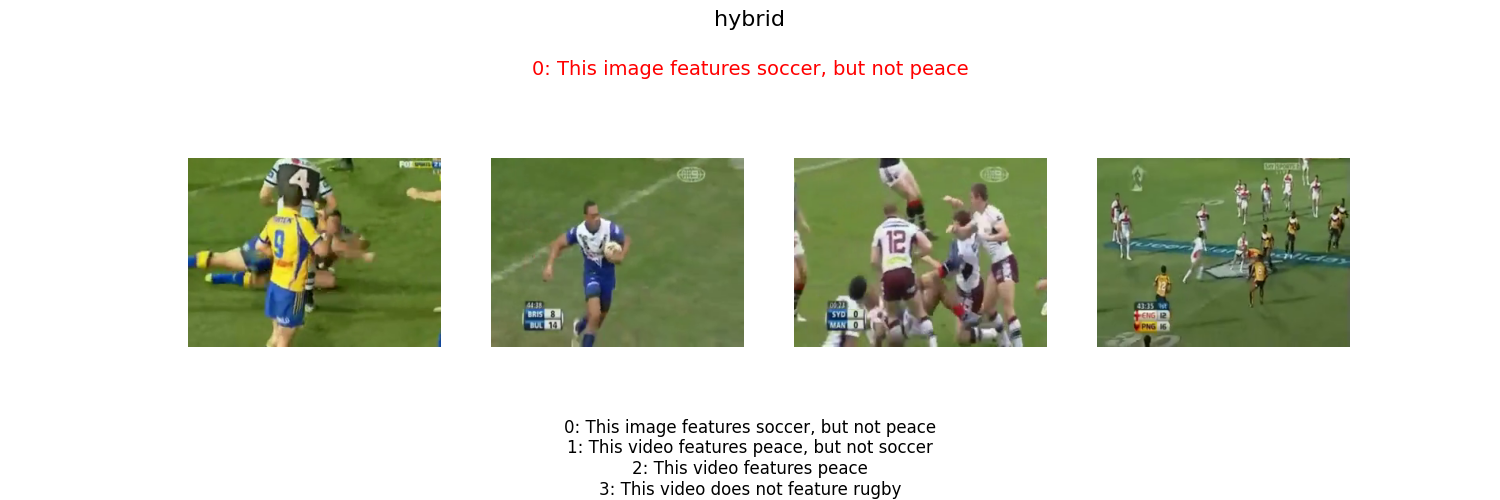 hybrid
0: This image features soccer, but not peace
4
9
FOX SPORTS
44:38
BRIS 8
BUL 14
12
00:23
SYD 0
MAN 0
43:35
ENG 12
PNG 16
0: This image features soccer, but not peace
1: This video features peace, but not soccer
2: This video features peace
3: This video does not feature rugby